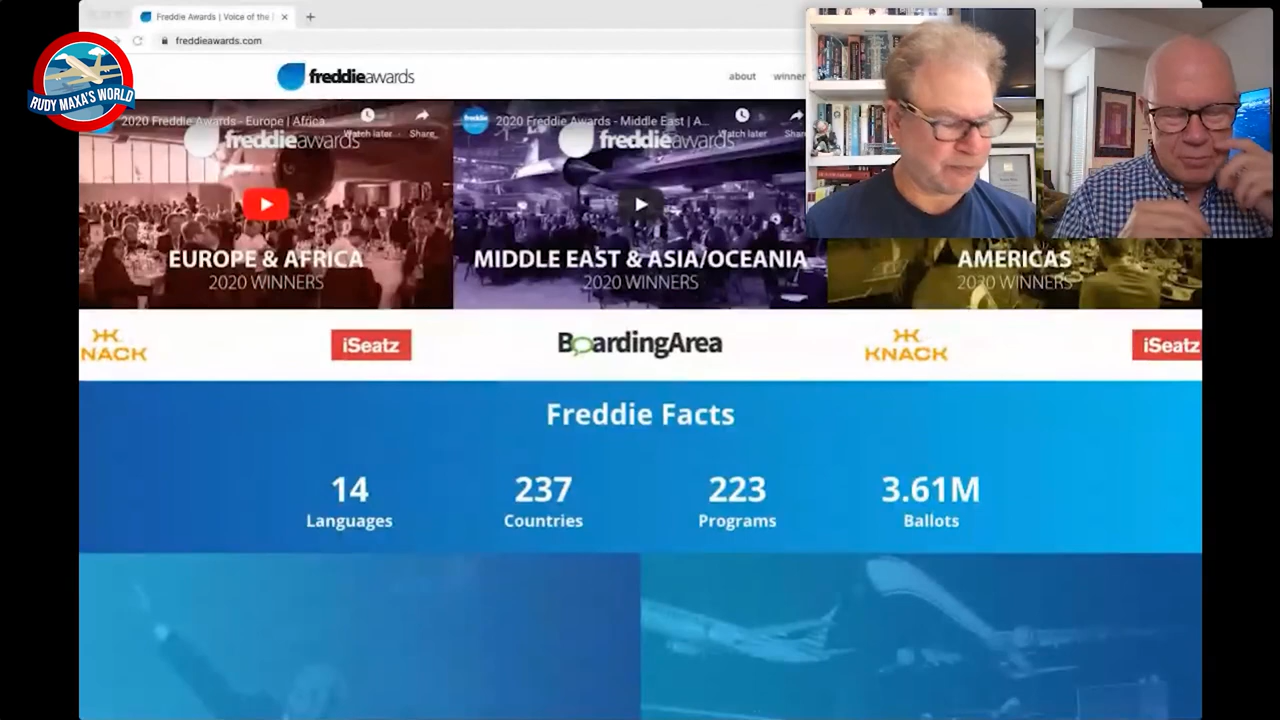 Freddie Awards | Voice of the
freddieawards.com
RUDY MAXA'S WORLD
freddieawards
about
winner
2020 Freddie Awards - Europe | Africa
Watch later
Share
freddieawards
EUROPE & AFRICA
2020 WINNERS
2020 Freddie Awards - Middle East | A...
Watch later
Shar
freddieawards
MIDDLE EAST & ASIA/OCEANIA
2020 WINNERS
AMERICAS
2020 WINNERS
NACK
iSeatz
BoardingArea
KNACK
iSeatz
Freddie Facts
14
Languages
237
Countries
223
Programs
3.61M
Ballots